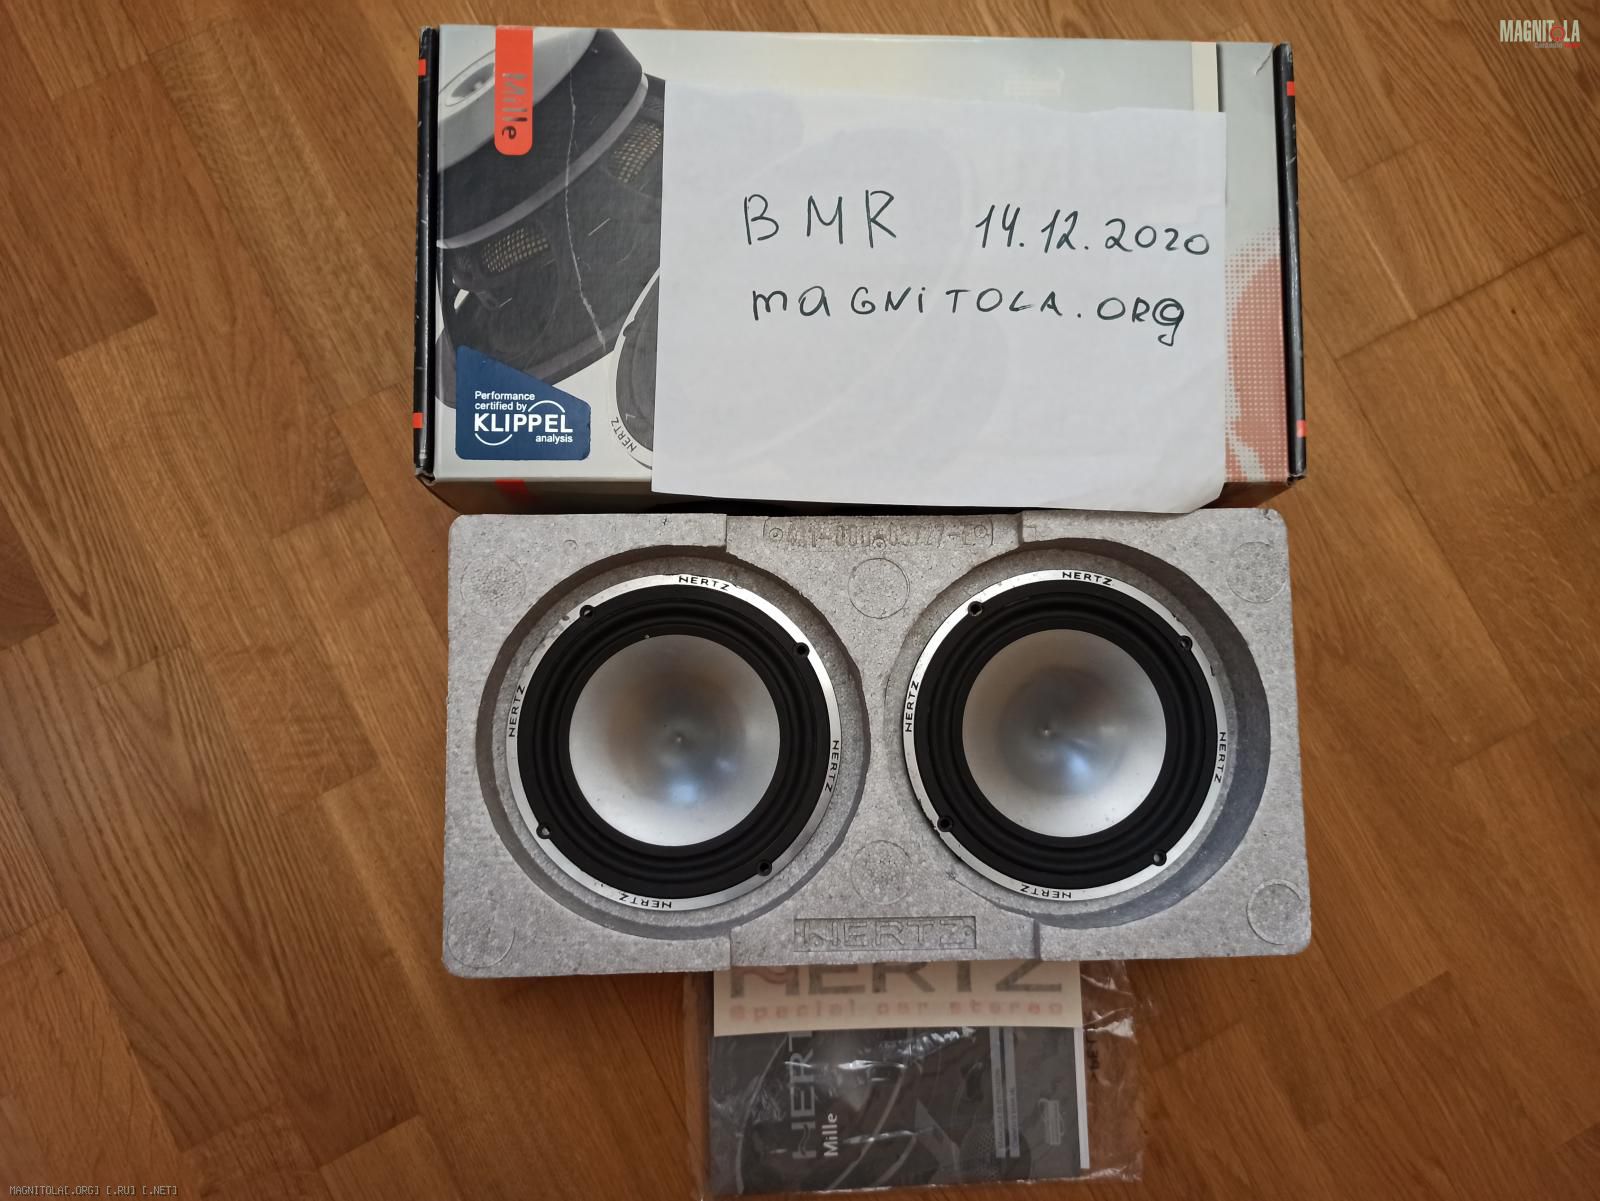 MAGNITOLA
Mille
BMR 14.12.2020
maGNiTOLA.ORG
Performance
certified by
KLIPPEL
analysis
HERTZ
HERTZ
HERTZ
HERTZ
HERTZ
HERTZ
HERTZ
HERTZ
HERTZ
HERTZ
HERTZ
Special car stereo
HERTZ
Mille
MAGNITOLA[.ORG] [.RU] [.NET]